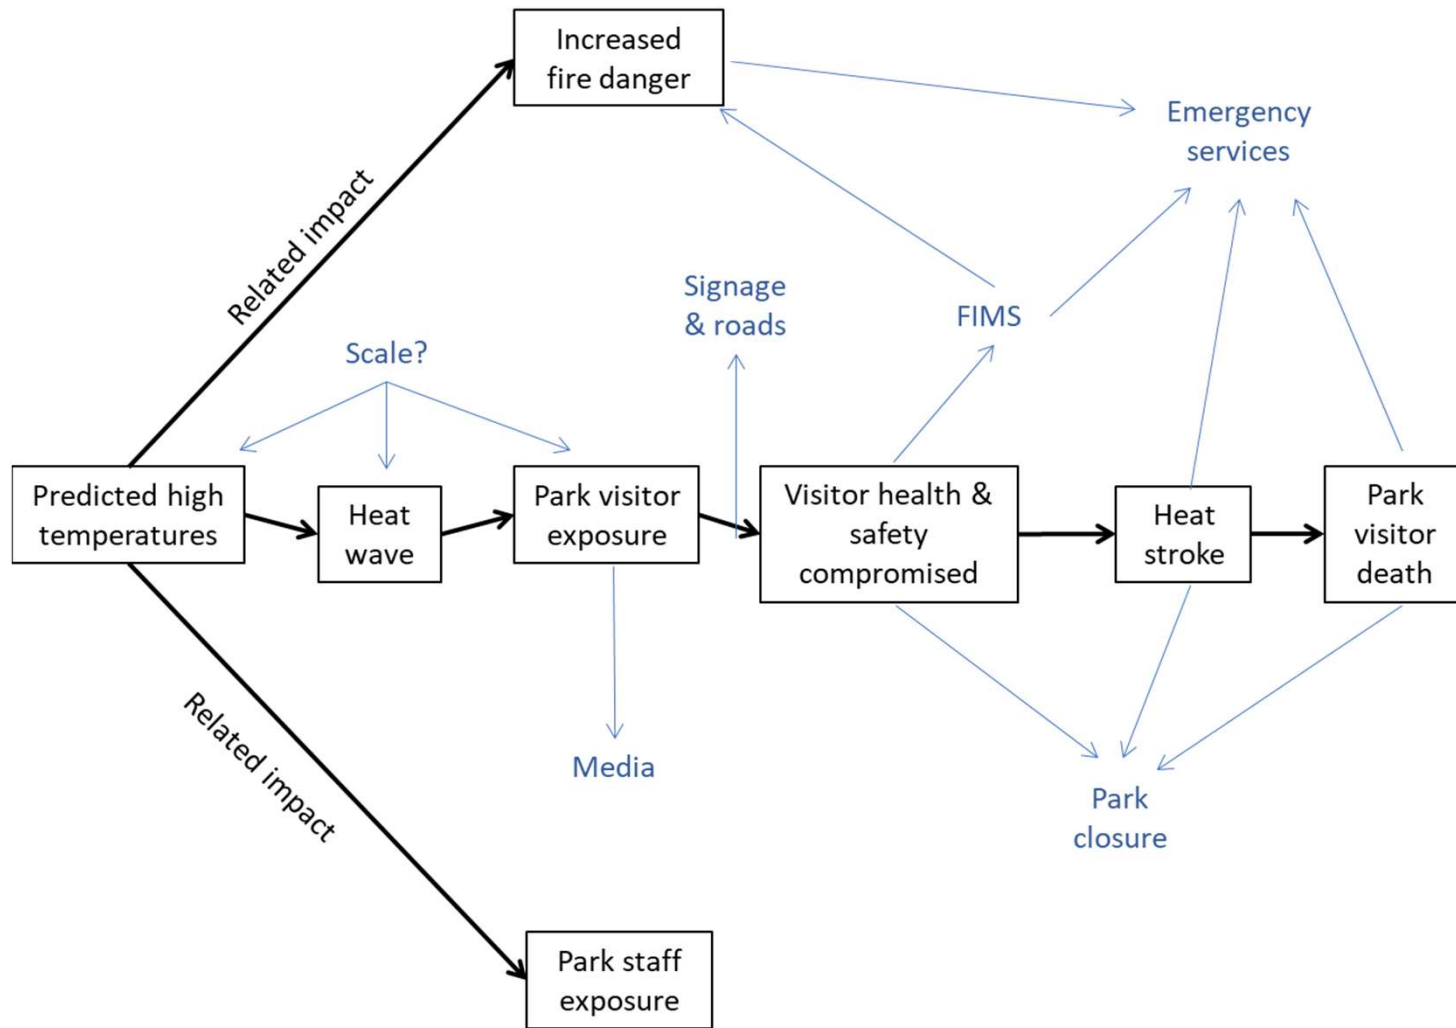 Increased
fire danger
Emergency
services
Related impact
Signage
& roads
FIMS
Scale?
Predicted high
temperatures
Heat
wave
Park visitor
exposure
Visitor health &
safety
compromised
Heat
stroke
Park
visitor
death
Related impact
Media
Park
closure
Park staff
exposure